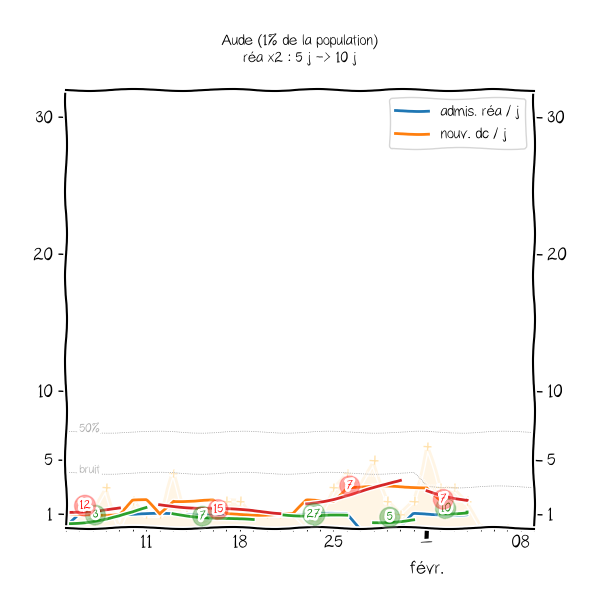 Aude (1% de la population)
réa x2 : 5 j -> 10 j
admis. réa / j
nouv. dc / j
30 30
20 20
10 10
50%
bruit
5 5
1 1
12 3 7 15 27 7 5 7 10
11 18 25 08
févr.